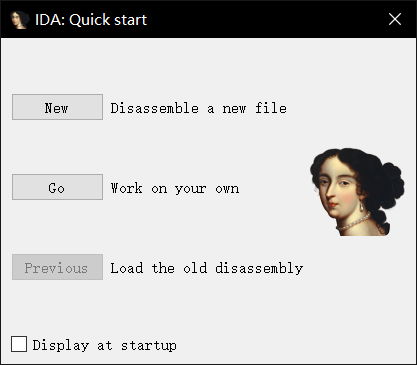 IDA: Quick start
New Disassemble a new file
Go Work on your own
Previous Load the old disassembly
Display at startup